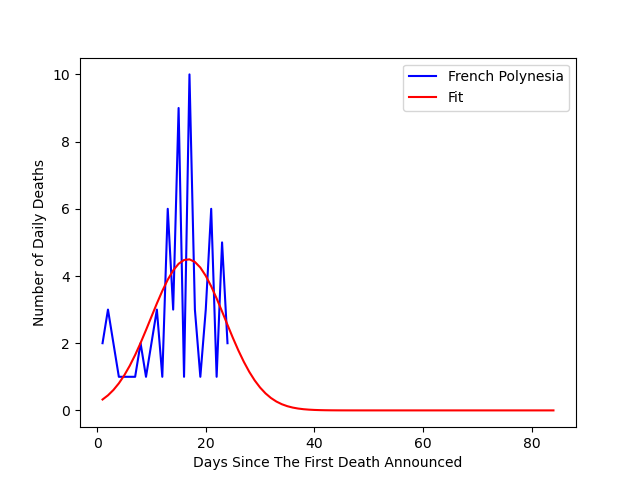 French Polynesia
Fit
Number of Daily Deaths
10
8
6
4
2
0
0 20 40 60 80
Days Since The First Death Announced